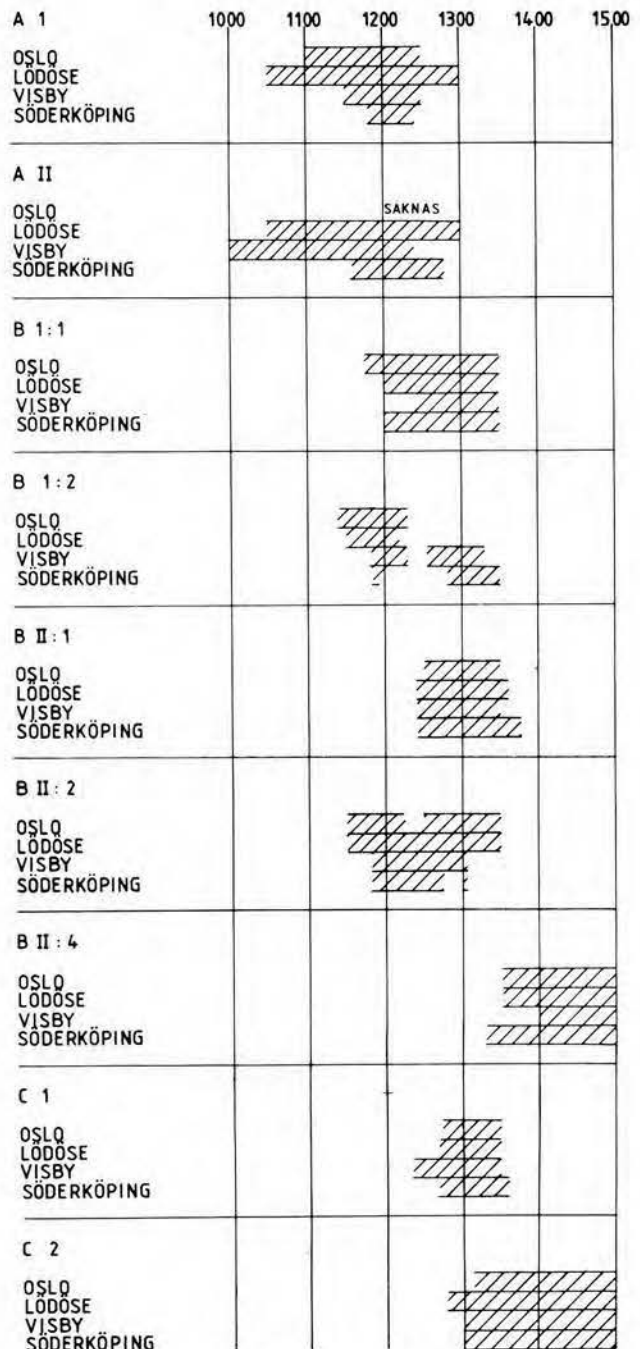 A 1 1000 1100 1200 1300 1400 1500
OSLO
LÖDÖSE
VISBY
SÖDERKÖPING
A II
OSLO SAKNAS
LÖDÖSE
VISBY
SÖDERKÖPING
B 1:1
OSLO
LÖDÖSE
VISBY
SÖDERKÖPING
B 1:2
OSLO
LÖDÖSE
VISBY
SÖDERKÖPING
B II:1
OSLO
LÖDÖSE
VISBY
SÖDERKÖPING
B II:2
OSLO
LÖDÖSE
VISBY
SÖDERKÖPING
B II:4
OSLO
LÖDÖSE
VISBY
SÖDERKÖPING
C 1
OSLO
LÖDÖSE
VISBY
SÖDERKÖPING
C 2
OSLO
LÖDÖSE
VISBY
SÖDERKÖPING